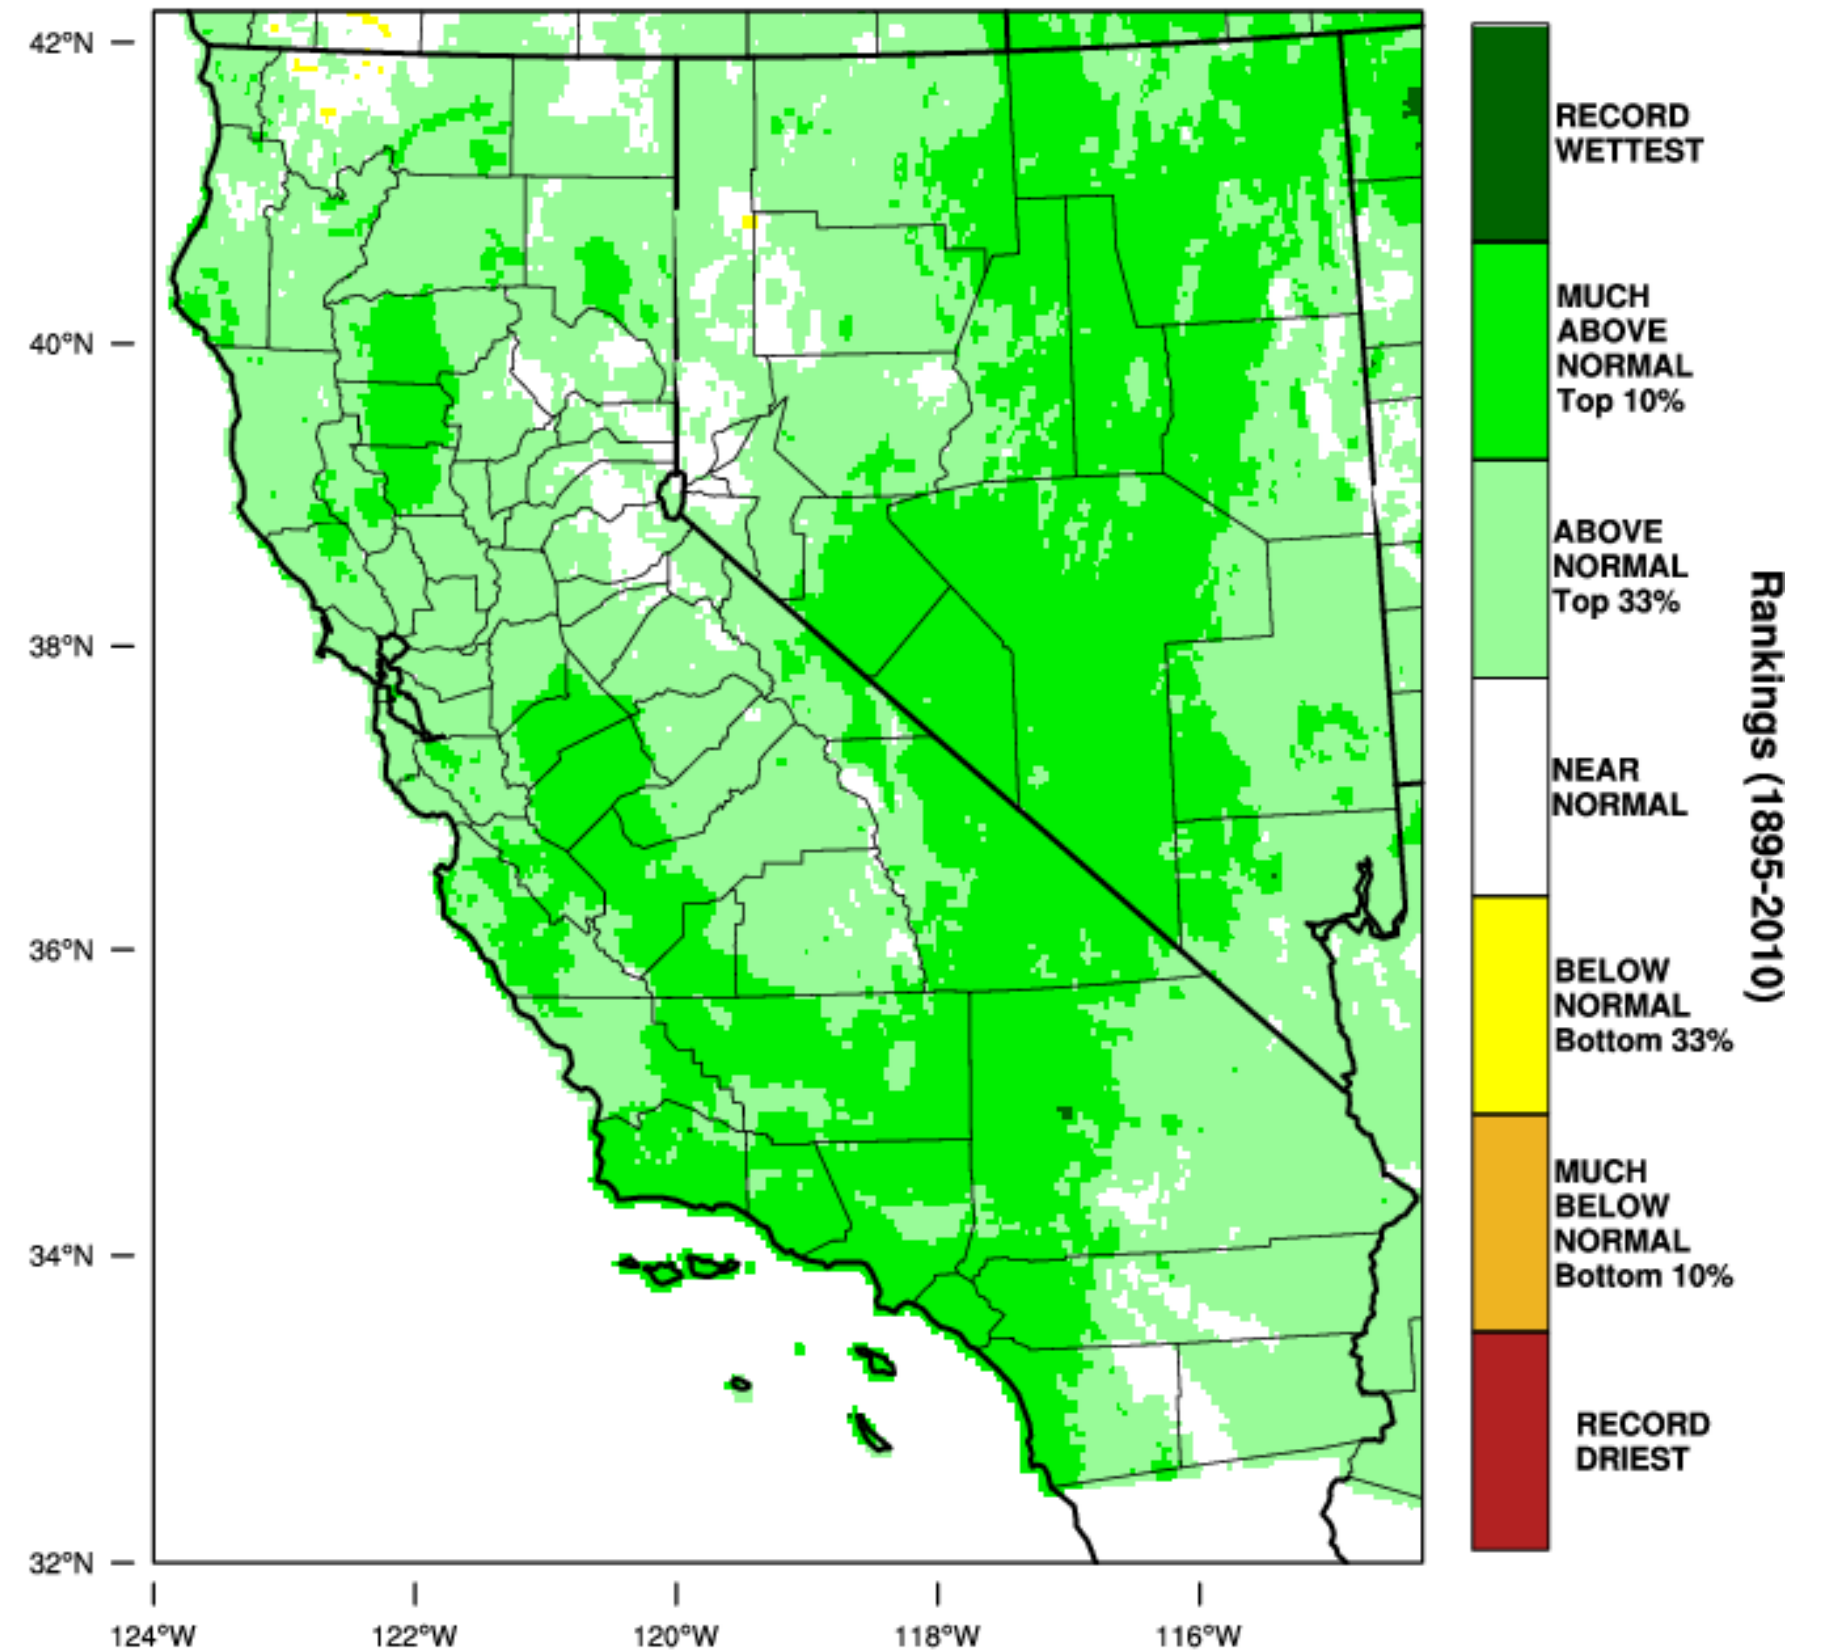 42°N
40°N
38°N
36°N
34°N
32°N
124°W
122°W
120°W
118°W
116°W
RECORD
WETTEST
MUCH
ABOVE
NORMAL
Top 10%
ABOVE
NORMAL
Top 33%
NEAR
NORMAL
BELOW
NORMAL
Bottom 33%
MUCH
BELOW
NORMAL
Bottom 10%
RECORD
DRIEST
Rankings (1895-2010)